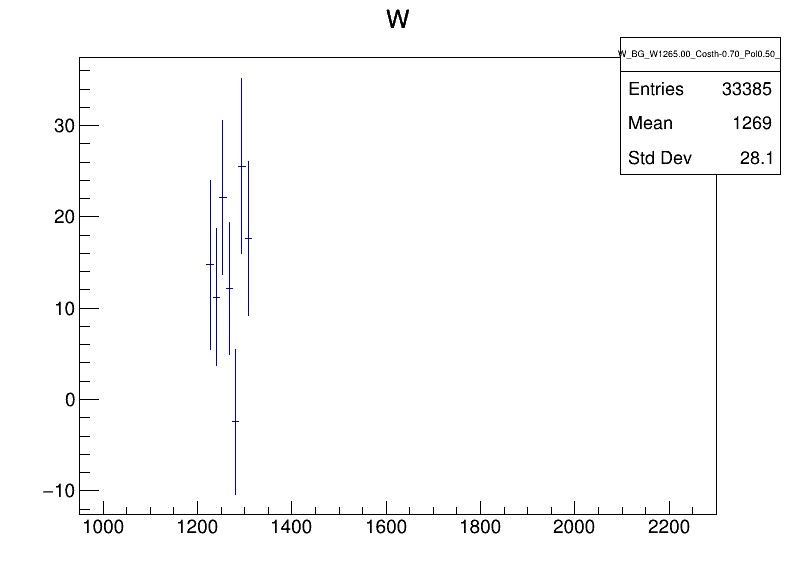 W
W_BG_W1265.00_Costh-0.70_Pol0.50_
Entries 33385
Mean 1269
Std Dev 28.1
30
20
10
0
−10
1000 1200 1400 1600 1800 2000 2200